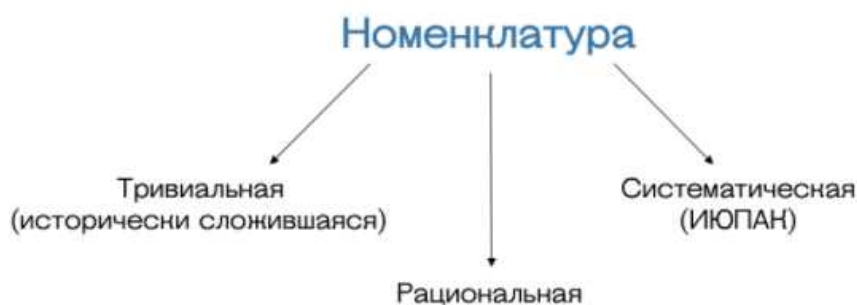 Номенклатура
Тривиальная
(исторически сложившаяся)
Систематическая
(ИЮПАК)
Рациональная